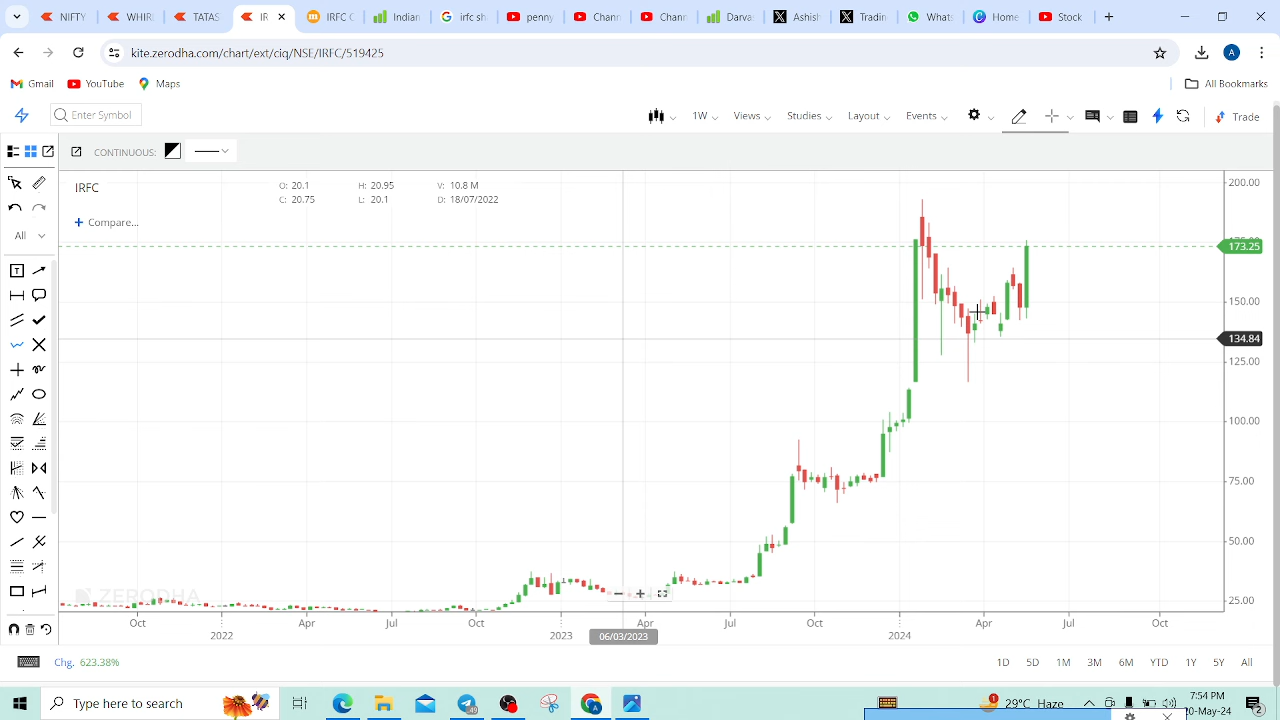 KITE
WHIR
TATAS
KITE
IRFC C
Indian
irfc sh
penny
Chann
Chann
Davar
Ashish
Tradin
Whats
Home
Stock
kite.zerodha.com/chart/ext/ciq/NSE/IRFC/519425
A
Gmail
YouTube
Maps
All Bookmarks
Enter Symbol
1W
Views
Studies
Layout
Events
Trade
CONTINUOUS:
IRFC
O: 20.1
H: 20.95
V: 10.8 M
C: 20.75
L: 20.1
D: 18/07/2022
+ Compare...
All
200.00
173.25
150.00
134.84
125.00
100.00
75.00
50.00
25.00
ZERODHA
Oct
2022
Apr
Jul
Oct
2023
06/03/2023
Apr
Jul
Oct
2024
Apr
Jul
Oct
Chg. 623.38%
1D
5D
1M
3M
6M
YTD
1Y
5Y
All
Type here to search
29°C Haze
7:54 PM